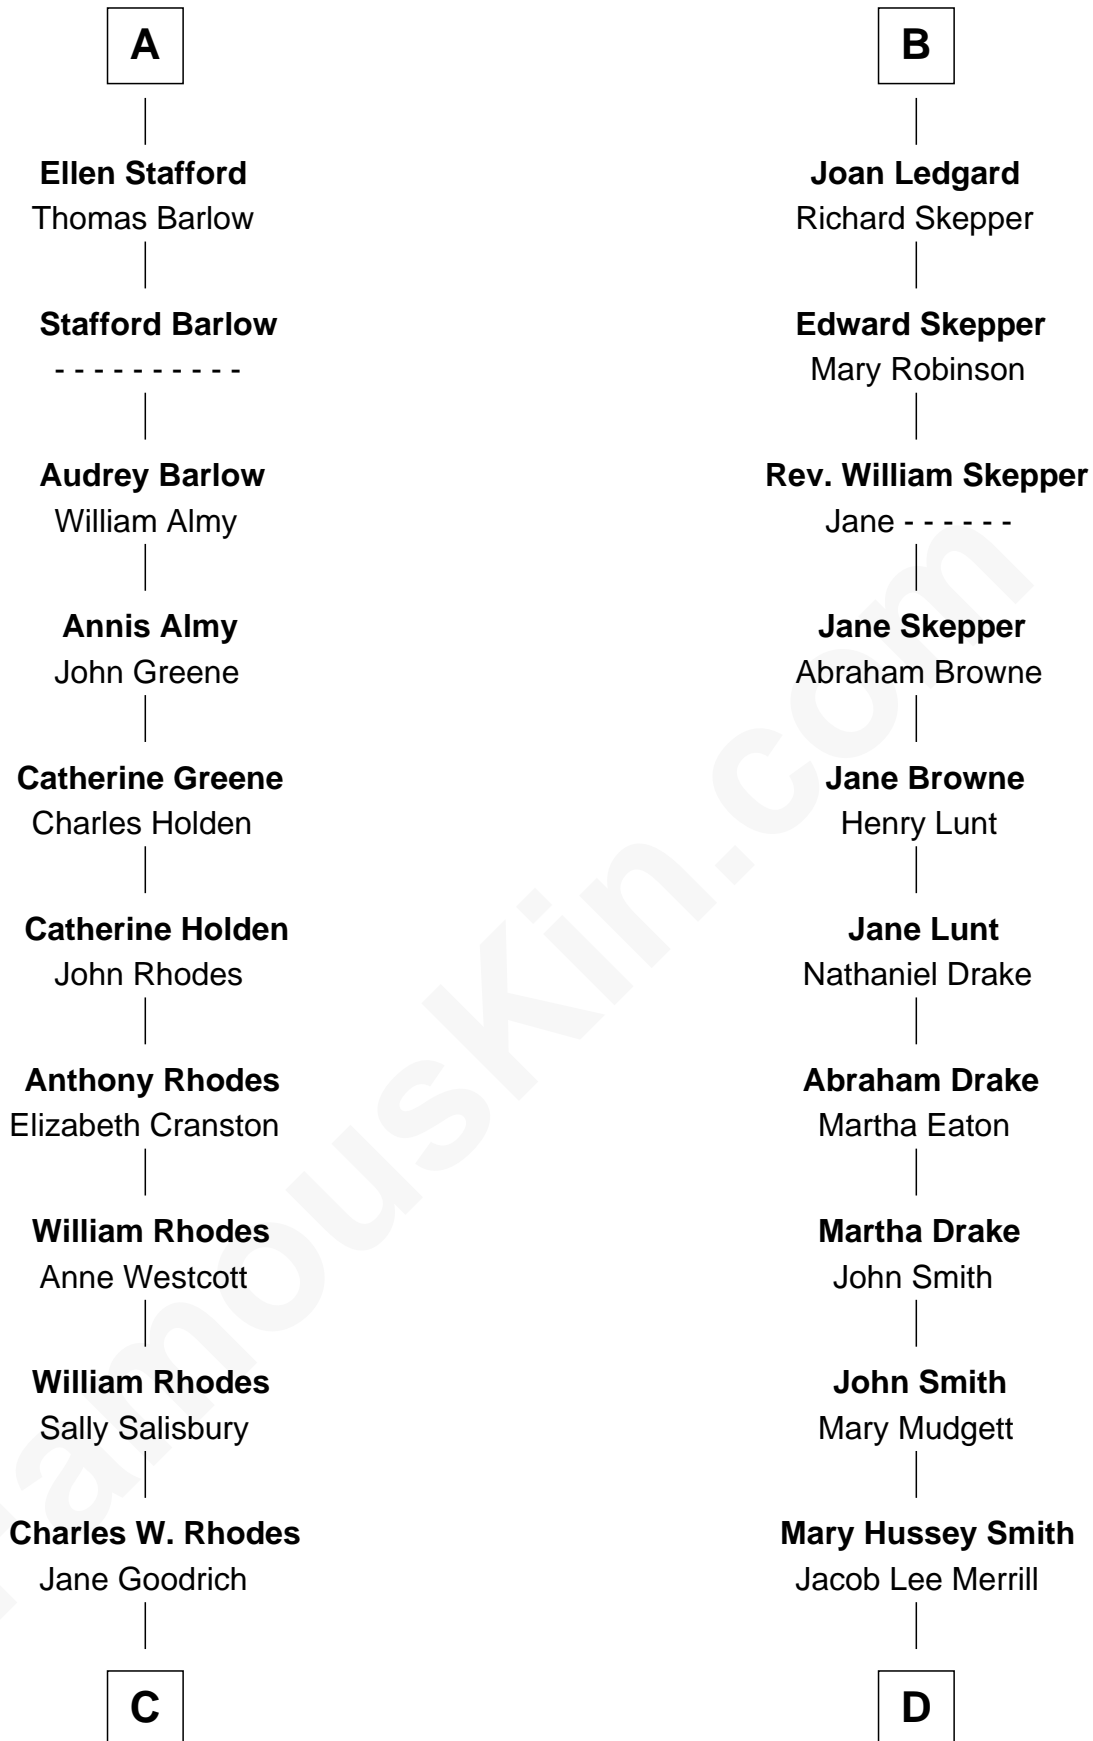 A
Ellen Stafford
Thomas Barlow
Stafford Barlow
- - - - - - - - - -
Audrey Barlow
William Almy
Annis Almy
John Greene
Catherine Greene
Charles Holden
Catherine Holden
John Rhodes
Anthony Rhodes
Elizabeth Cranston
William Rhodes
Anne Westcott
William Rhodes
Sally Salisbury
Charles W. Rhodes
Jane Goodrich
C
B
Joan Ledgard
Richard Skepper
Edward Skepper
Mary Robinson
Rev. William Skepper
Jane - - - - - -
Jane Skepper
Abraham Browne
Jane Browne
Henry Lunt
Jane Lunt
Nathaniel Drake
Abraham Drake
Martha Eaton
Martha Drake
John Smith
John Smith
Mary Mudgett
Mary Hussey Smith
Jacob Lee Merrill
D
FamousKin.com